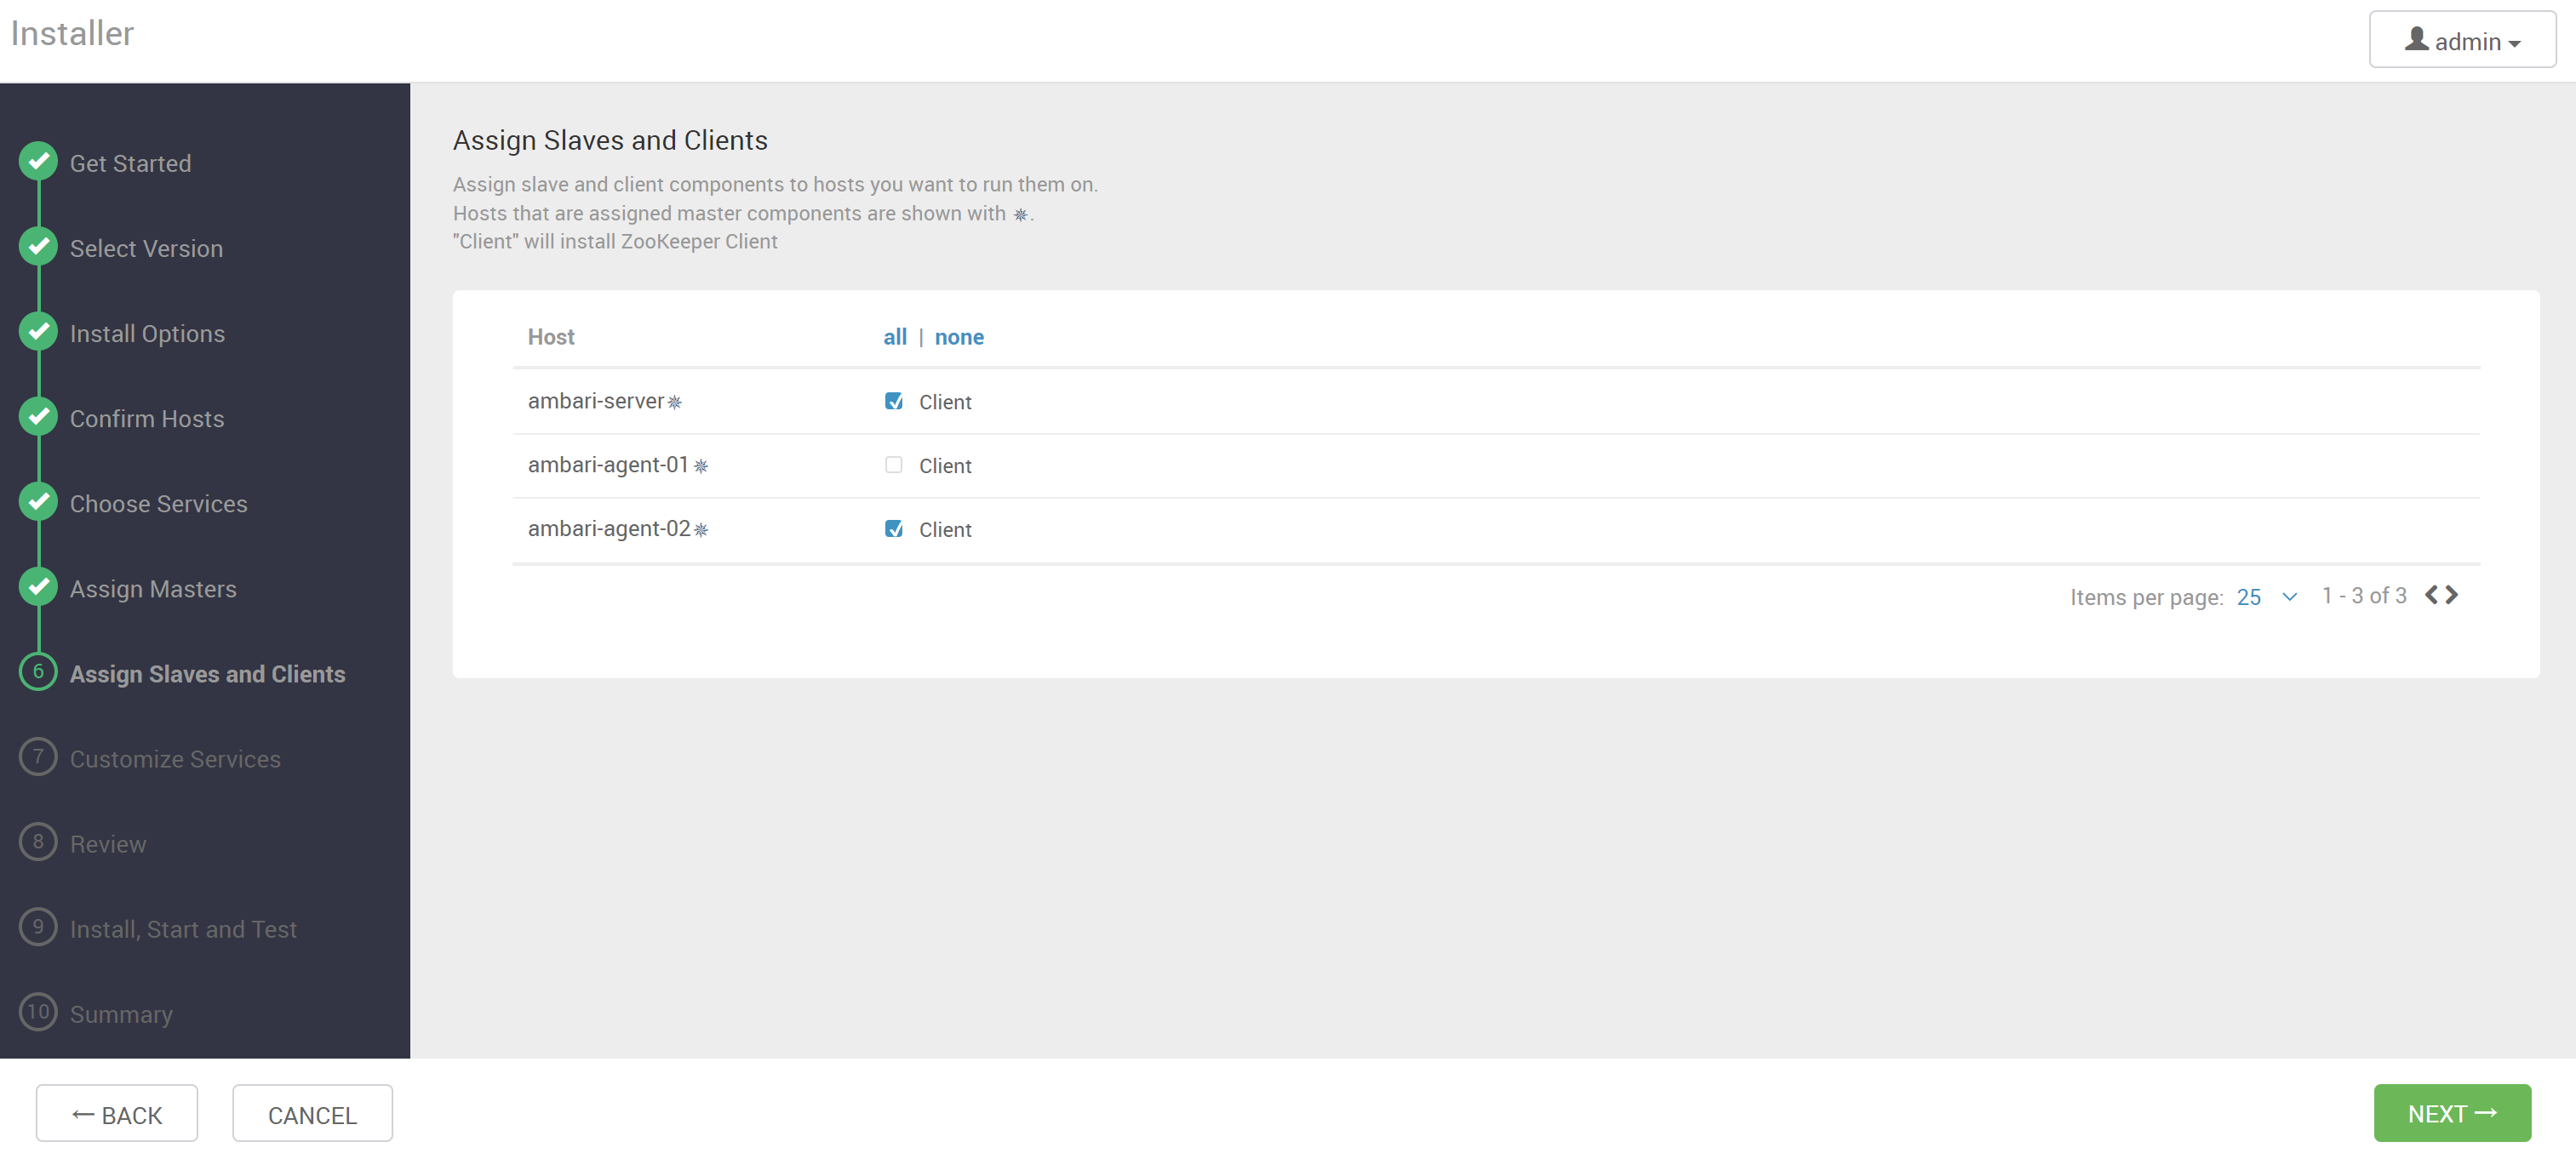 Installer
admin
Get Started
Select Version
Install Options
Confirm Hosts
Choose Services
Assign Masters
6 Assign Slaves and Clients
7 Customize Services
8 Review
9 Install, Start and Test
10 Summary
Assign Slaves and Clients
Assign slave and client components to hosts you want to run them on.
Hosts that are assigned master components are shown with ✵.
"Client" will install ZooKeeper Client
Host all | none
ambari-server✵ Client
ambari-agent-01✵ Client
ambari-agent-02✵ Client
Items per page: 25 1 - 3 of 3
← BACK CANCEL NEXT →